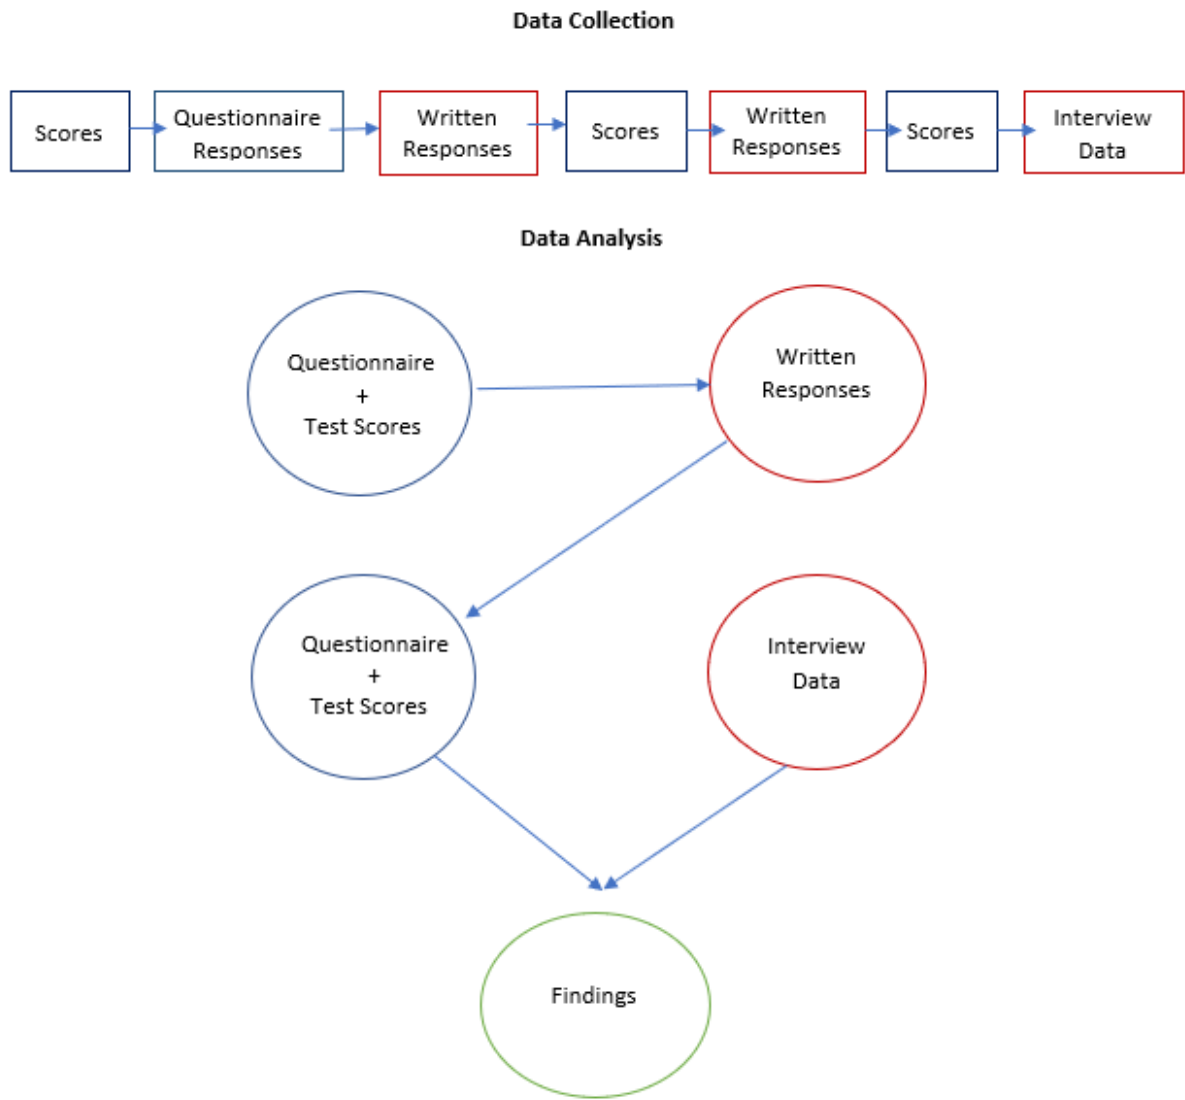 Data Collection
Scores
Questionnaire
Responses
Written
Responses
Scores
Written
Responses
Scores
Interview
Data
Data Analysis
Questionnaire
+
Test Scores
Written
Responses
Questionnaire
+
Test Scores
Interview
Data
Findings